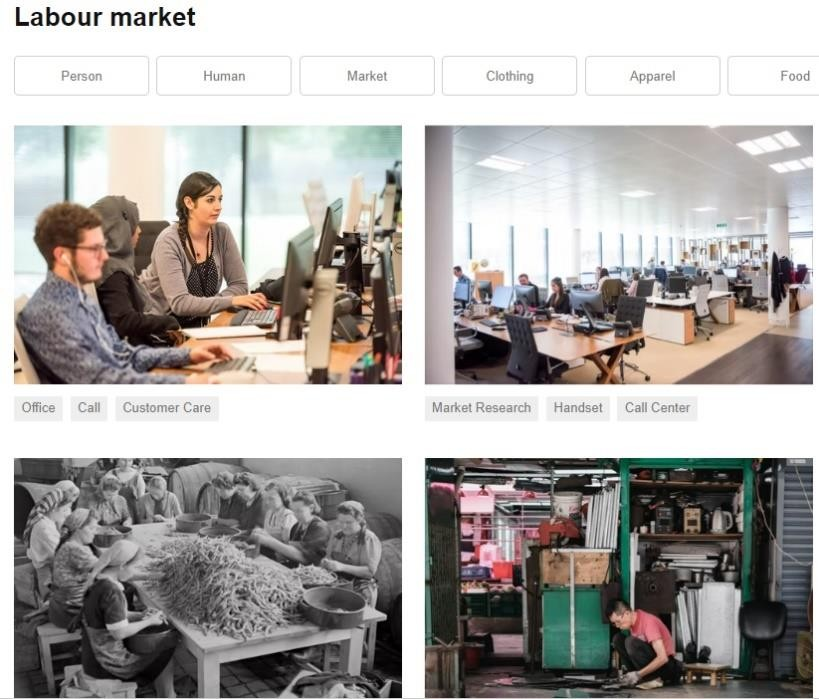 Labour market
Person Human Market Clothing Apparel Food
Office Call Customer Care
Market Research Handset Call Center